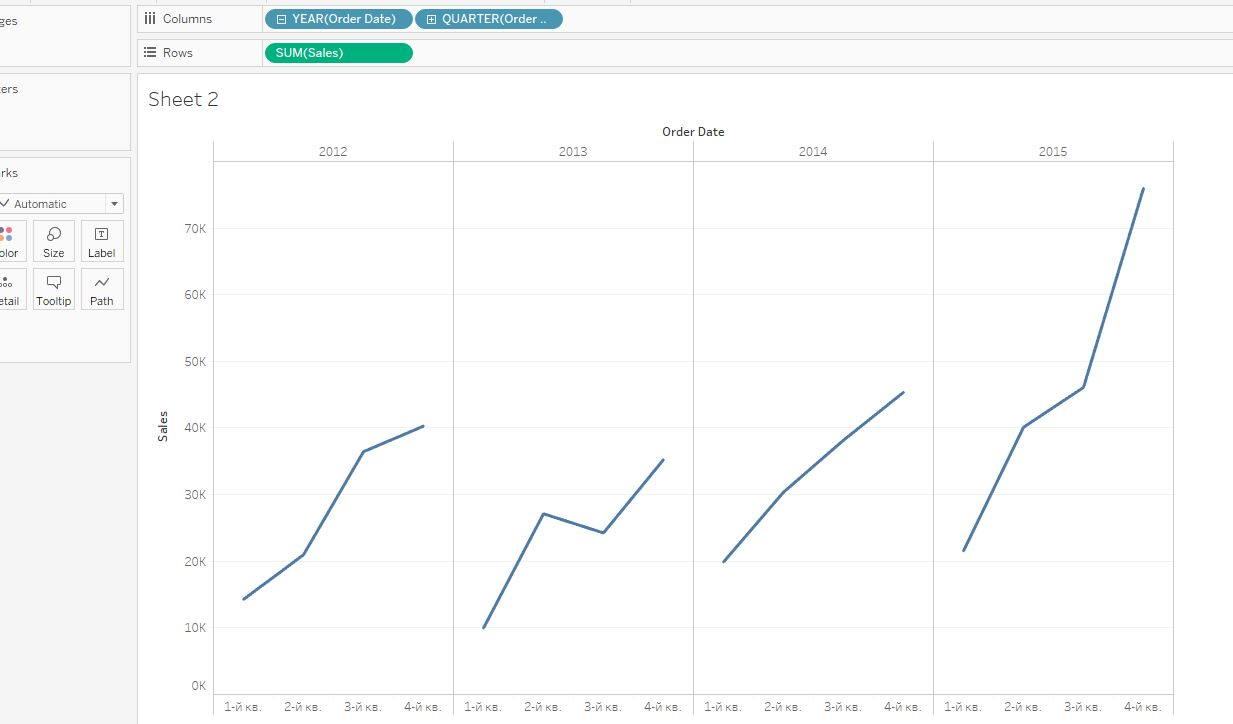 ges
Columns
YEAR(Order Date)
QUARTER(Order ..
Rows
SUM(Sales)
ers
Sheet 2
Order Date
2012 2013 2014 2015
rks
Automatic
olor Size Label
etail Tooltip Path
Sales
70K
60K
50K
40K
30K
20K
10K
0K
1-й кв. 2-й кв. 3-й кв. 4-й кв. 1-й кв. 2-й кв. 3-й кв. 4-й кв. 1-й кв. 2-й кв. 3-й кв. 4-й кв. 1-й кв. 2-й кв. 3-й кв. 4-й кв.